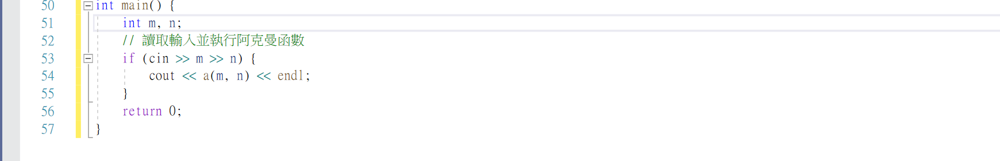 50 int main() {
51 int m, n;
52 // 讀取輸入並執行阿克曼函數
53 if (cin >> m >> n) {
54 cout << a(m, n) << endl;
55 }
56 return 0;
57 }